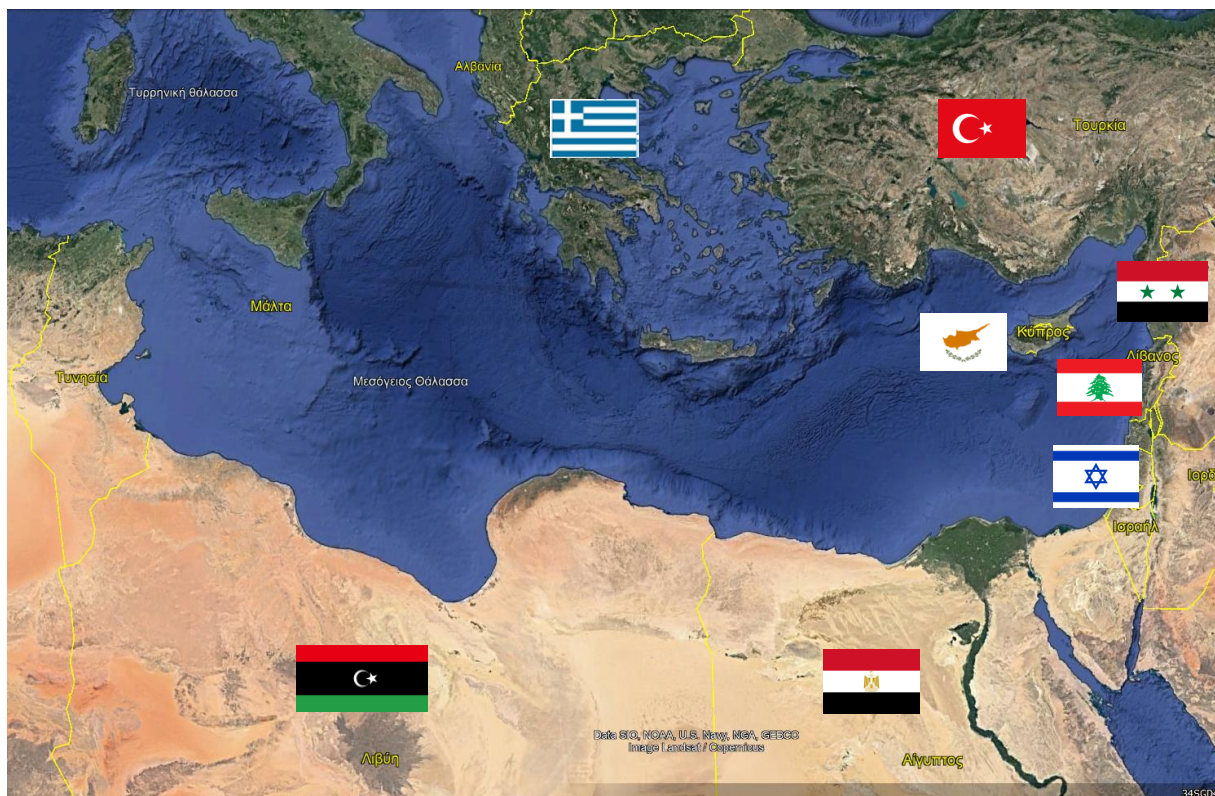 Αλβανία
Τυρρηνική θάλασσα
Τουρκία
Μάλτα
Κύπρος
Λίβανος
Τυνησία
Μεσόγειος Θάλασσα
Ιορδ
Ισραήλ
Data SIO, NOAA, U.S. Navy, NGA, GEBCO
Image Landsat / Copernicus
Λιβύη
Αίγυπτος